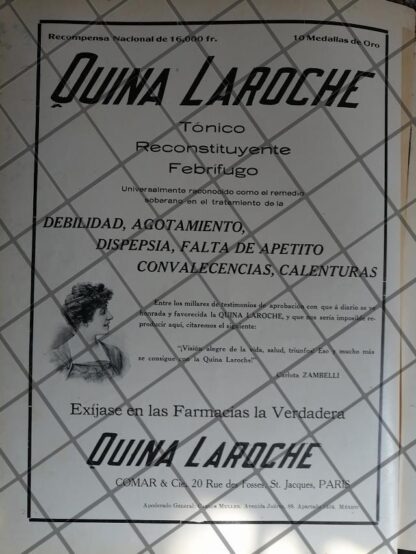 Recompensa Nacional de 16,000 fr. 10 Medallas de Oro
QUINA LAROCHE
Tónico
Reconstituyente
Febrífugo
Universalmente reconocido como el remedio
soberano en el tratamiento de la
DEBILIDAD, AGOTAMIENTO,
DISPEPSIA, FALTA DE APETITO
CONVALECENCIAS, CALENTURAS
Entre los millares de testimonios de aprobación con que á diario se ve
honrada y favorecida la QUINA LAROCHE, y que nos sería imposible re-
producir aquí, citaremos el siguiente:
"¡Visión alegre de la vida, salud, triunfos! Eso y mucho más
se consigue con la Quina Laroche!"
Carlota ZAMBELLI
Exíjase en las Farmacias la Verdadera
QUINA LAROCHE
COMAR & Cie, 20 Rue des Fosses, St. Jacques, PARIS
Apoderado General: Muller, Avenida Juárez, Apartado MEXICO